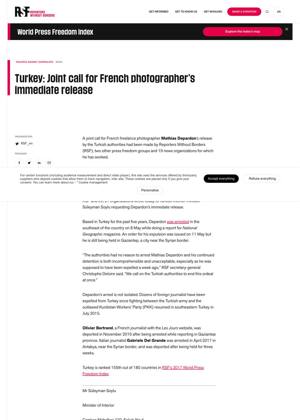 RSF REPORTERS
WITHOUT BORDERS
GET INFORMED GET TO KNOW US GET INVOLVED MAKE A DONATION EN
World Press Freedom Index
Explore the Index's map
Turkey: Joint call for French photographer's
immediate release
RSF_en
A joint call for French freelance photographer Mathias Depardon's release
by the Turkish authorities had been made by Reporters Without Borders
(RSF), two other press freedom groups and 19 news organizations for which
he has worked.
Accept everything
Refuse everything
Personalize
Süleyman Soylu requesting Depardon's immediate release.
Based in Turkey for the past five years, Depardon was arrested in the
southeast of the country on 8 May while doing a report for National
Geographic magazine. An order for his expulsion was issued on 11 May but
he is still being held in Gaziantep, a city near the Syrian border.
"The authorities had no reason to arrest Mathias Depardon and his continued
detention is both incomprehensible and unacceptable, especially as he was
supposed to have been expelled a week ago," RSF secretary-general
Christophe Deloire said. "We call on the Turkish authorities to end this ordeal
at once."
Depardon's arrest is not isolated. Dozens of foreign journalists have been
expelled from Turkey since fighting between the Turkish army and the
outlawed Kurdistan Workers' Party (PKK) resumed in southeastern Turkey in
July 2015.
Olivier Bertrand, a French journalist with the Les Jours website, was
deported in November 2016 after being arrested while reporting in Gaziantep
province. Italian journalist Gabriele Del Grande was arrested in April 2017 in
Antakya, near the Syrian border, and was deported after being held for three
weeks.
Turkey is ranked 155th out of 180 countries in RSF's 2017 World Press
Freedom Index
Mr Süleyman Soylu
Minister of Interior